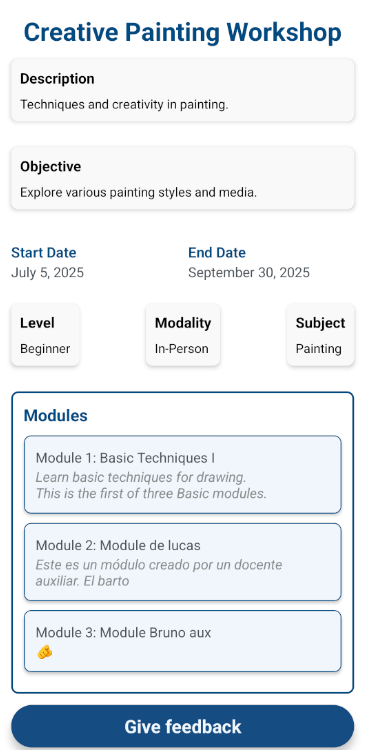 Creative Painting Workshop
Description
Techniques and creativity in painting.
Objective
Explore various painting styles and media.
Start Date
July 5, 2025
End Date
September 30, 2025
Level
Beginner
Modality
In-Person
Subject
Painting
Modules
Module 1: Basic Techniques I
Learn basic techniques for drawing.
This is the first of three Basic modules.
Module 2: Module de lucas
Este es un módulo creado por un docente
auxiliar. El barto
Module 3: Module Bruno aux
🫵
Give feedback